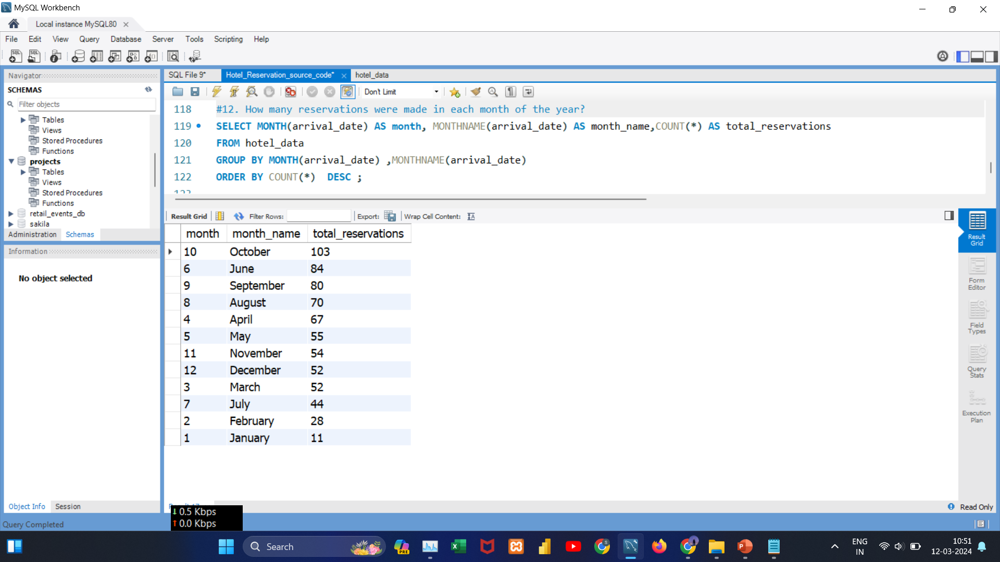 MySQL Workbench
Local instance MySQL80
File Edit View Query Database Server Tools Scripting Help
Navigator
SCHEMAS
Filter objects
Tables
Views
Stored Procedures
Functions
projects
Tables
Views
Stored Procedures
Functions
retail_events_db
sakila
Administration Schemas
Information
No object selected
Object Info Session
Query Completed
SQL File 9* Hotel_Reservation_source_code* hotel_data
Don't Limit
118 #12. How many reservations were made in each month of the year?
119 SELECT MONTH(arrival_date) AS month, MONTHNAME(arrival_date) AS month_name,COUNT(*) AS total_reservations
120 FROM hotel_data
121 GROUP BY MONTH(arrival_date) ,MONTHNAME(arrival_date)
122 ORDER BY COUNT(*) DESC ;
Result Grid Filter Rows: Export: Wrap Cell Content:
month month_name total_reservations
10 October 103
6 June 84
9 September 80
8 August 70
4 April 67
5 May 55
11 November 54
12 December 52
3 March 52
7 July 44
2 February 28
1 January 11
Result
Grid
Form
Editor
Field
Types
Query
Stats
Execution
Plan
Read Only
↓ 0.5 Kbps
↑ 0.0 Kbps
Search
PRE
ENG
IN
10:51
12-03-2024